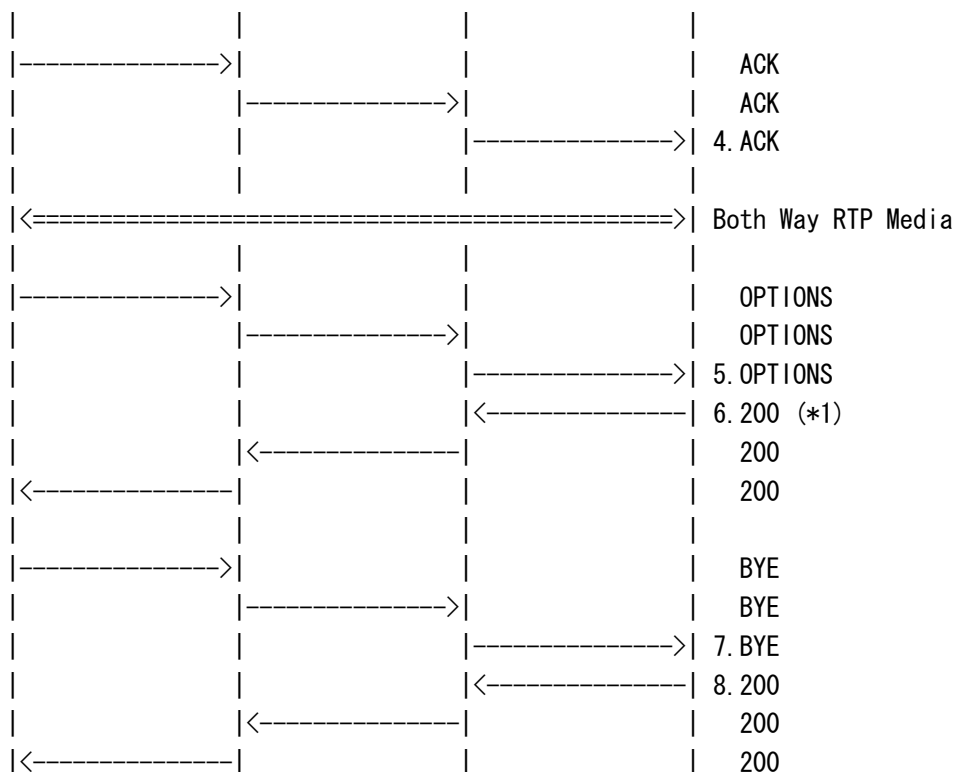 ACK
ACK
4.ACK
Both Way RTP Media
OPTIONS
OPTIONS
5.OPTIONS
6.200 (*1)
200
200
BYE
BYE
7.BYE
8.200
200
200